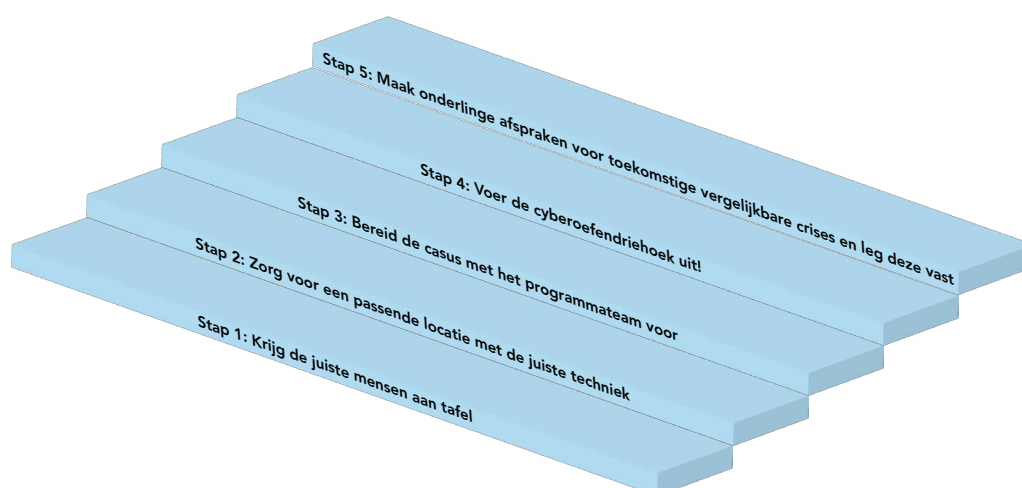 Stap 5: Maak onderlinge afspraken voor toekomstige vergelijkbare crises en leg deze vast
Stap 4: Voer de cyberoefendriehoek uit!
Stap 3: Bereid de casus met het programmateam voor
Stap 2: Zorg voor een passende locatie met de juiste techniek
Stap 1: Krijg de juiste mensen aan tafel